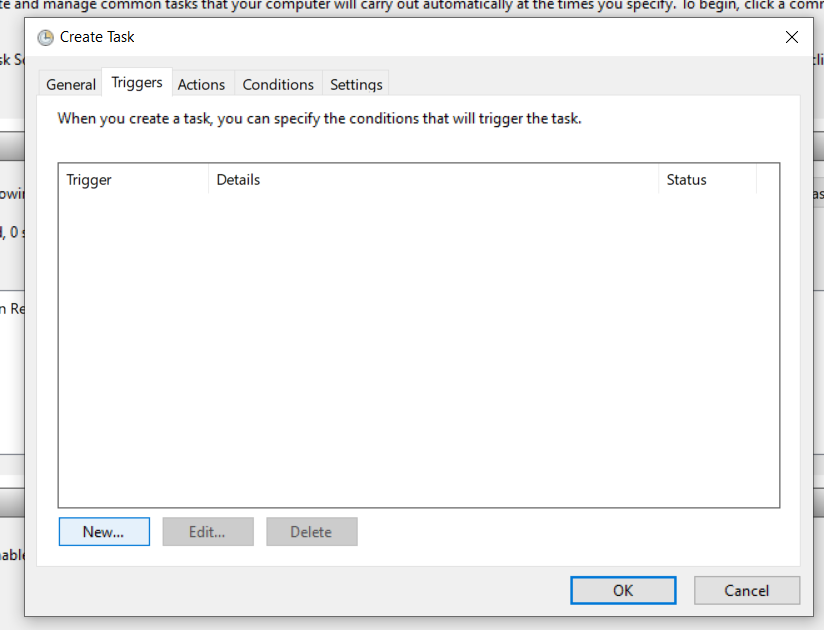 and manage common tasks that your computer will carry out automatically at the times you specify. To begin, click a
Create Task
General Triggers Actions Conditions Settings
When you create a task, you can specify the conditions that will trigger the task.
Trigger Details Status
, 0
New... Edit... Delete
OK Cancel